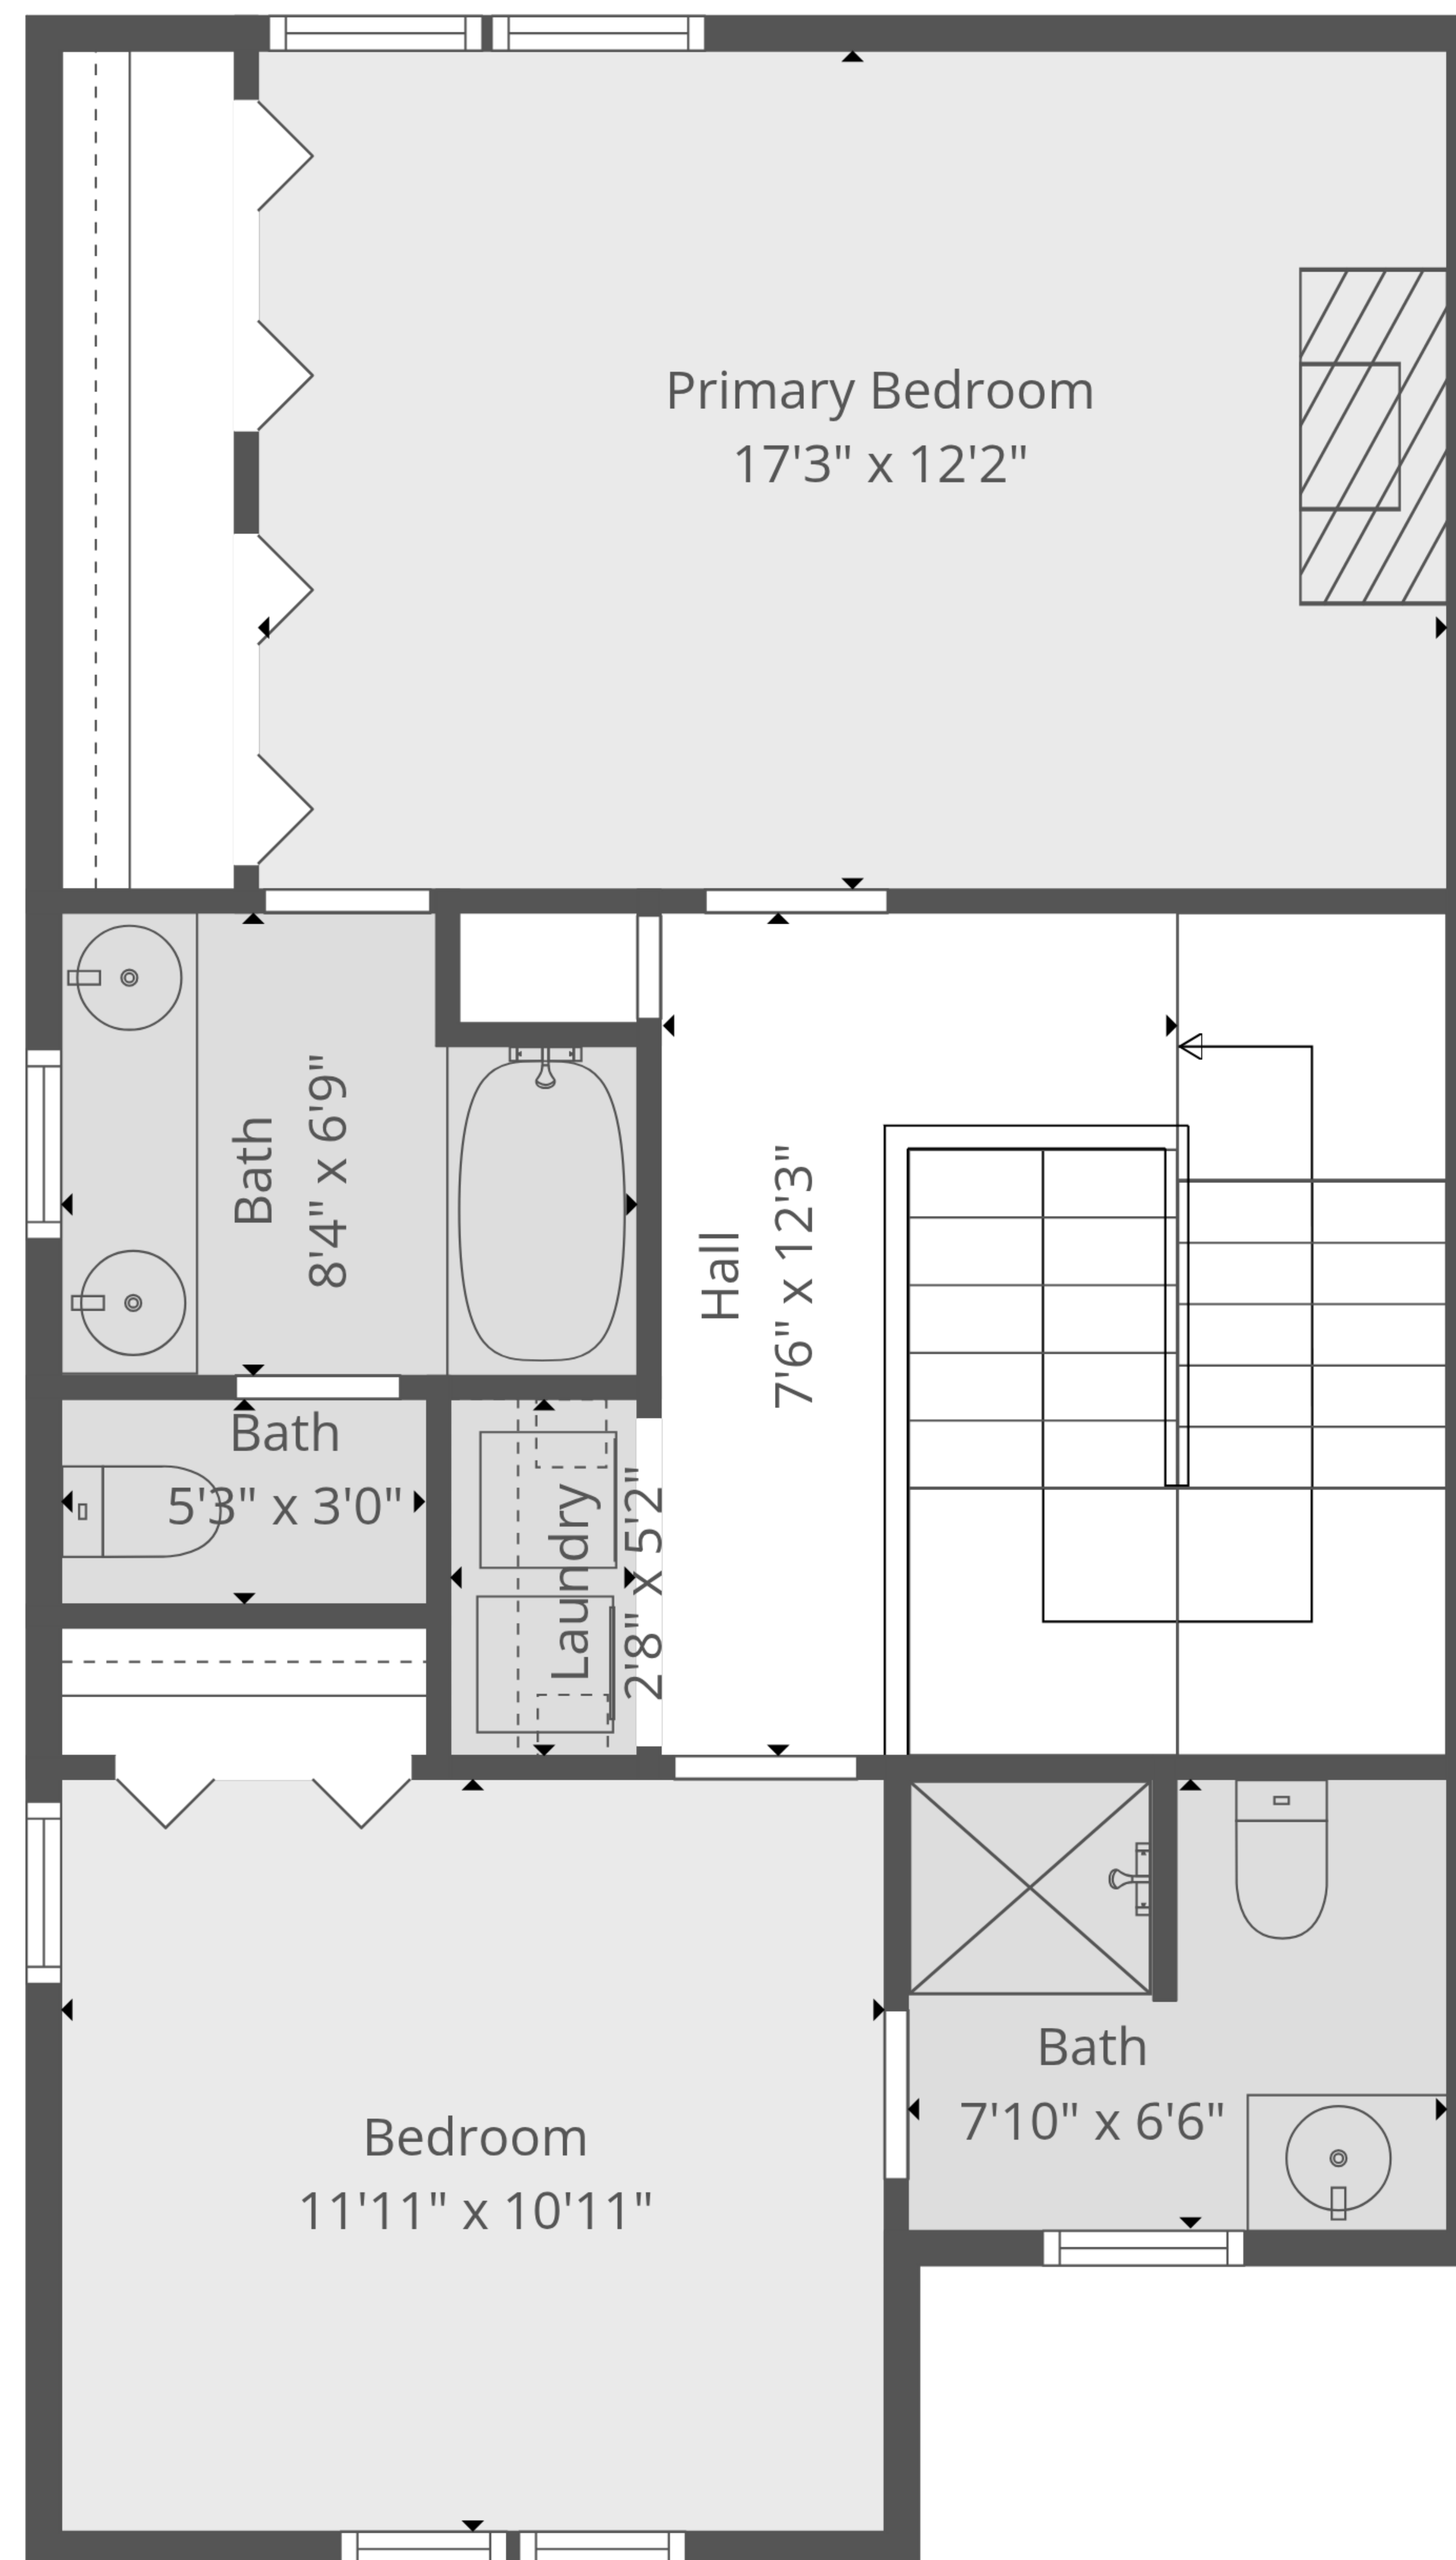 Primary Bedroom
17'3" x 12'2"
Bath
8'4" x 6'9"
Hall
7'6" x 12'3"
Bath
5'3" x 3'0"
Laundry
2'8" x 5'2"
Bath
7'10" x 6'6"
Bedroom
11'11" x 10'11"